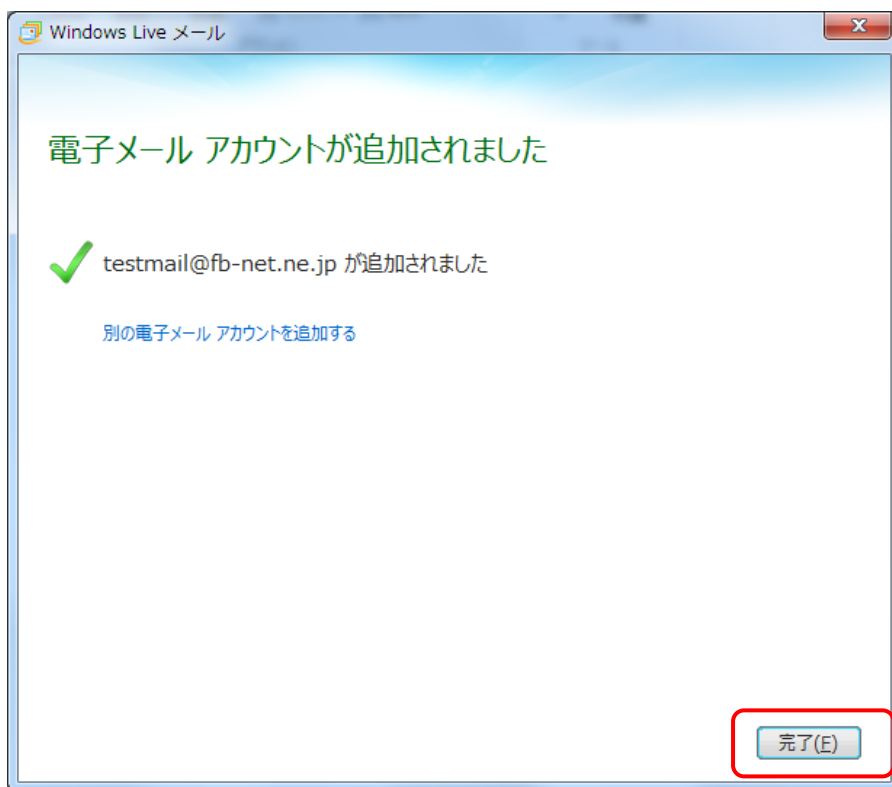 Windows Live メール
電子メール アカウントが追加されました
testmail@fb-net.ne.jp が追加されました
別の電子メール アカウントを追加する
完了(F)